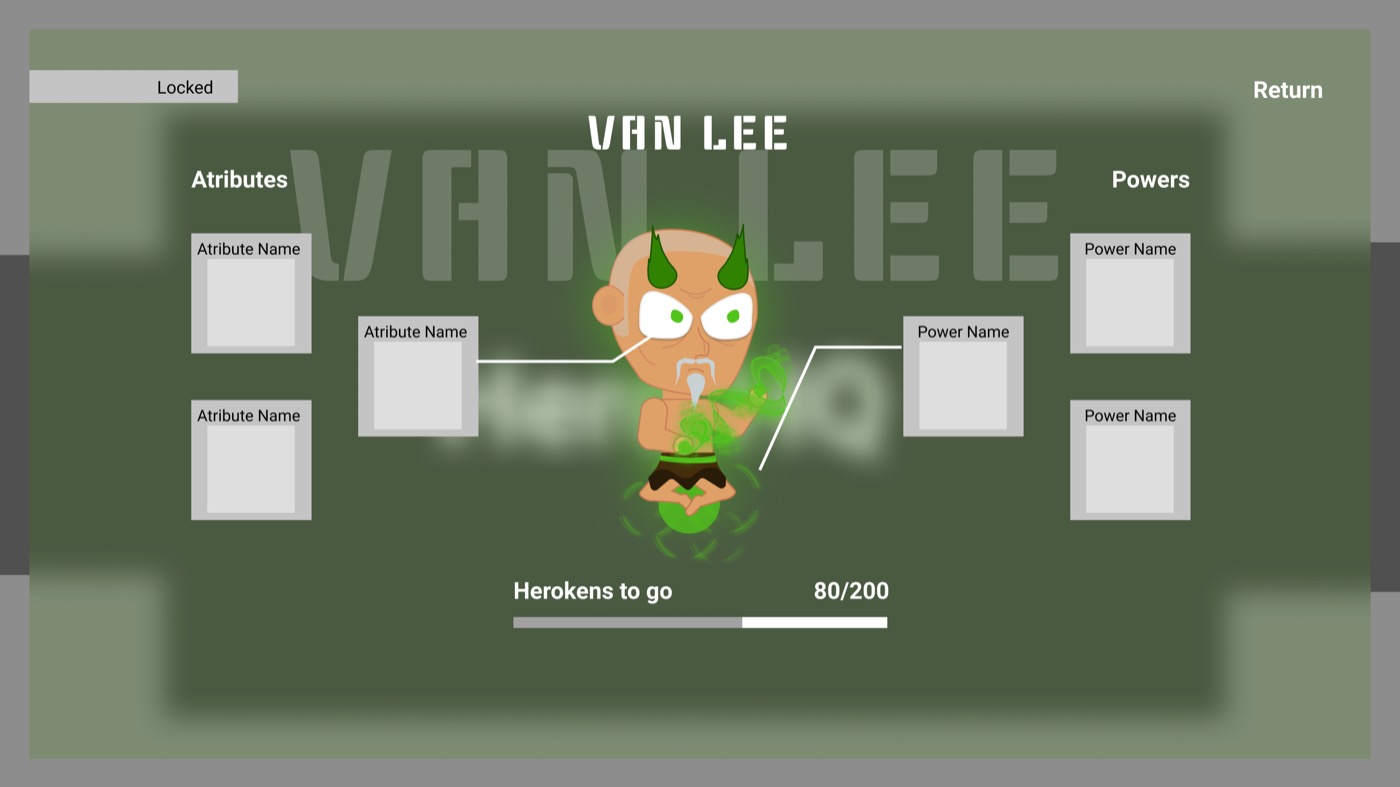 Locked
Return
VAN LEE
VAN LEE
Atributes
Powers
Atribute Name
Power Name
Atribute Name
Power Name
Atribute Name
Power Name
Herokens to go
80/200